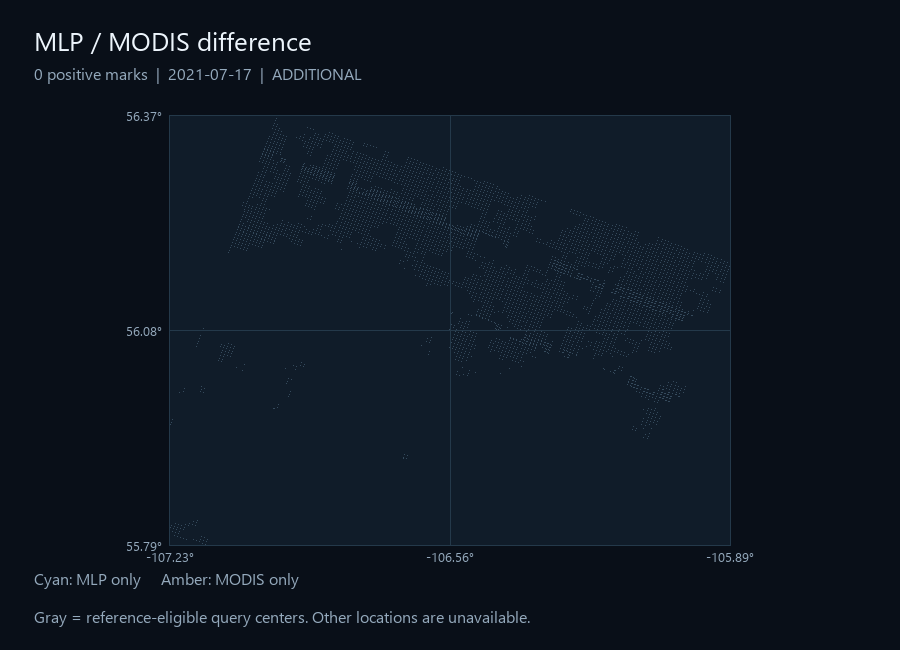 MLP / MODIS difference
0 positive marks | 2021-07-17 | ADDITIONAL
56.37°
56.08°
55.79°
-107.23° -106.56° -105.89°
Cyan: MLP only Amber: MODIS only
Gray = reference-eligible query centers. Other locations are unavailable.